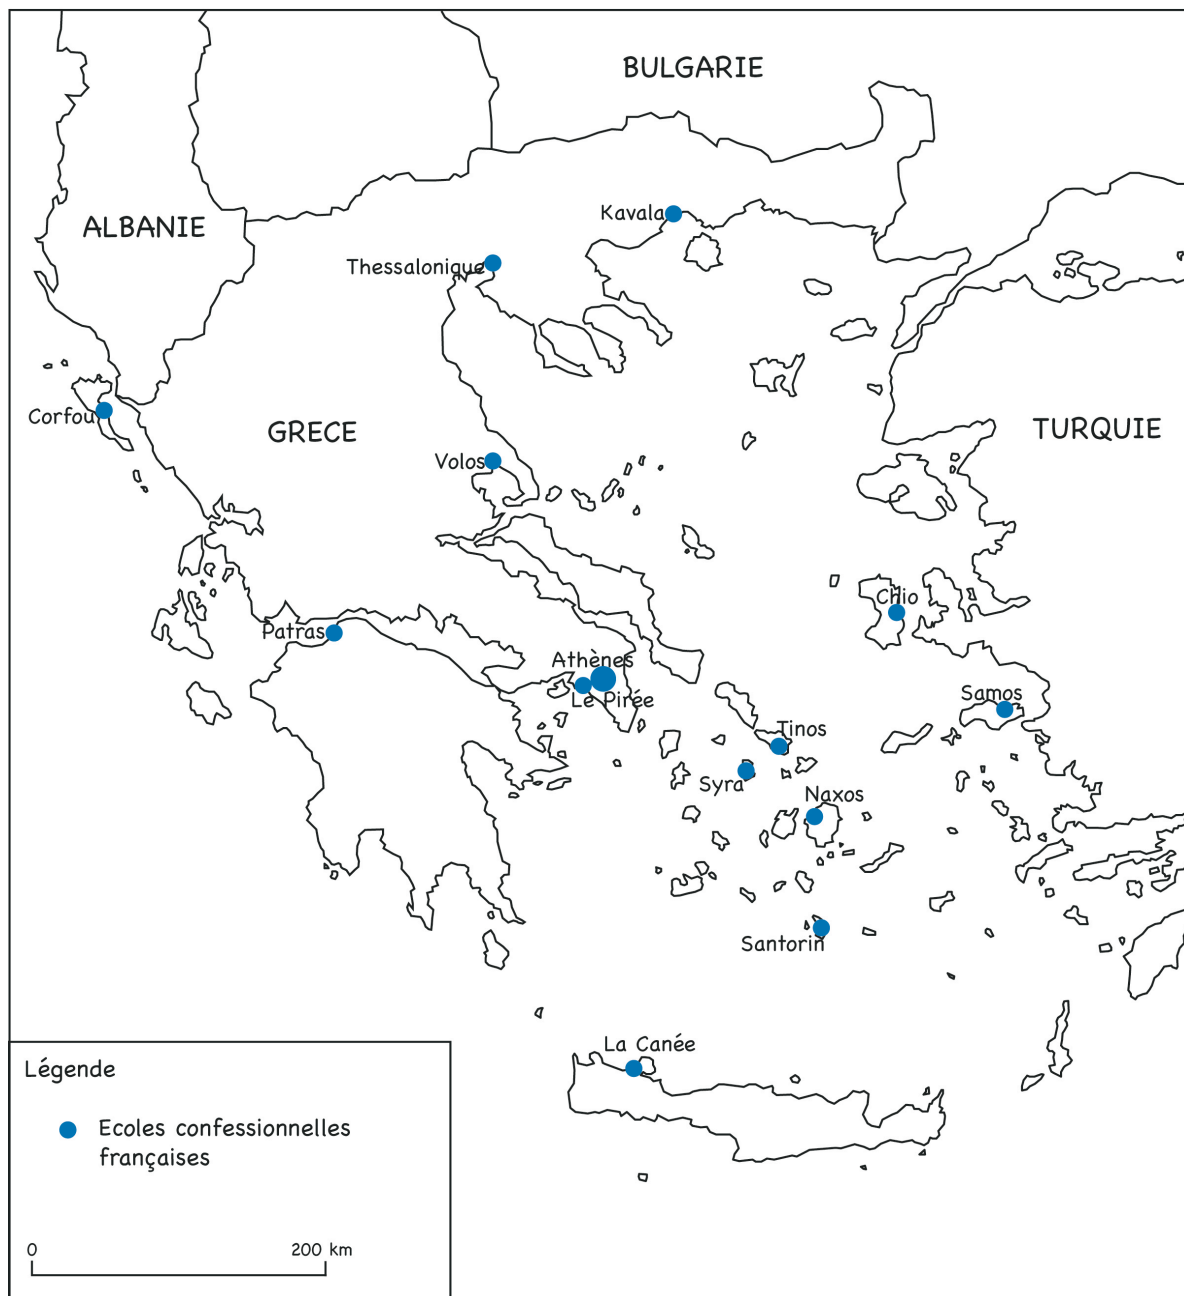 BULGARIE
Kavala
ALBANIE
Thessalonique
Corfou
GRECE
TURQUIE
Volos
Chio
Patras
Athènes
Le Pirée
Samos
Tinos
Syra
Naxos
Santorin
La Canée
Légende
Ecoles confessionnelles
françaises
0 200 km